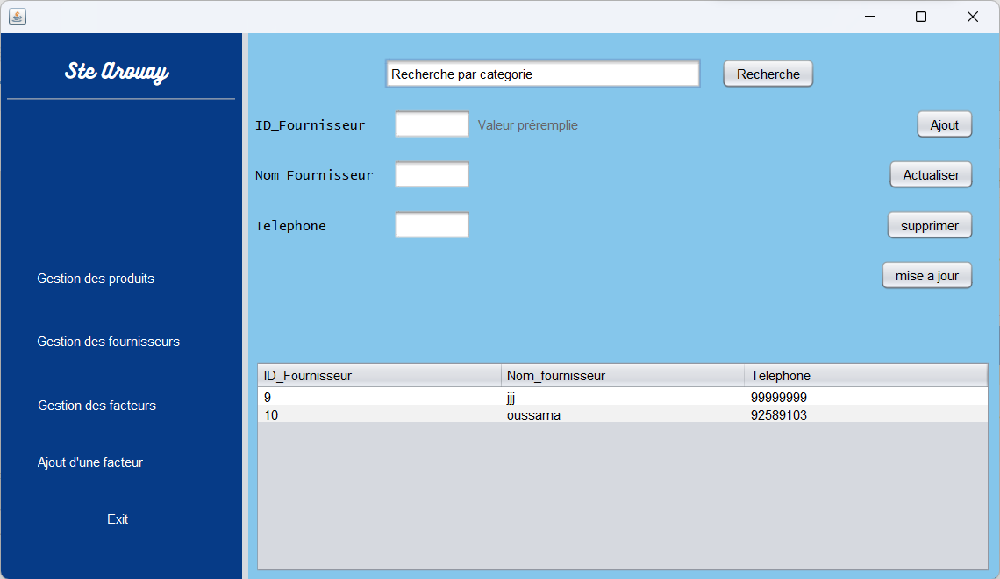 Ste Arouay
Recherche par categorie
Recherche
ID_Fournisseur
Valeur préremplie
Ajout
Nom_Fournisseur
Actualiser
Telephone
supprimer
mise a jour
Gestion des produits
Gestion des fournisseurs
Gestion des facteurs
Ajout d'une facteur
Exit
ID_Fournisseur Nom_fournisseur Telephone
9 jjj 99999999
10 oussama 92589103